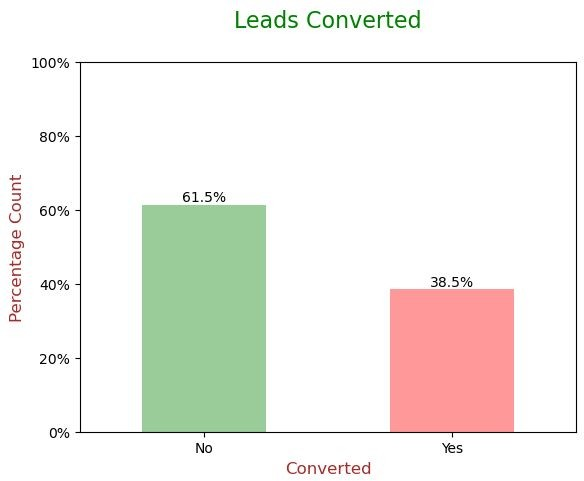 Leads Converted
100%
80%
60%
40%
20%
0%
Percentage Count
61.5%
38.5%
No
Yes
Converted